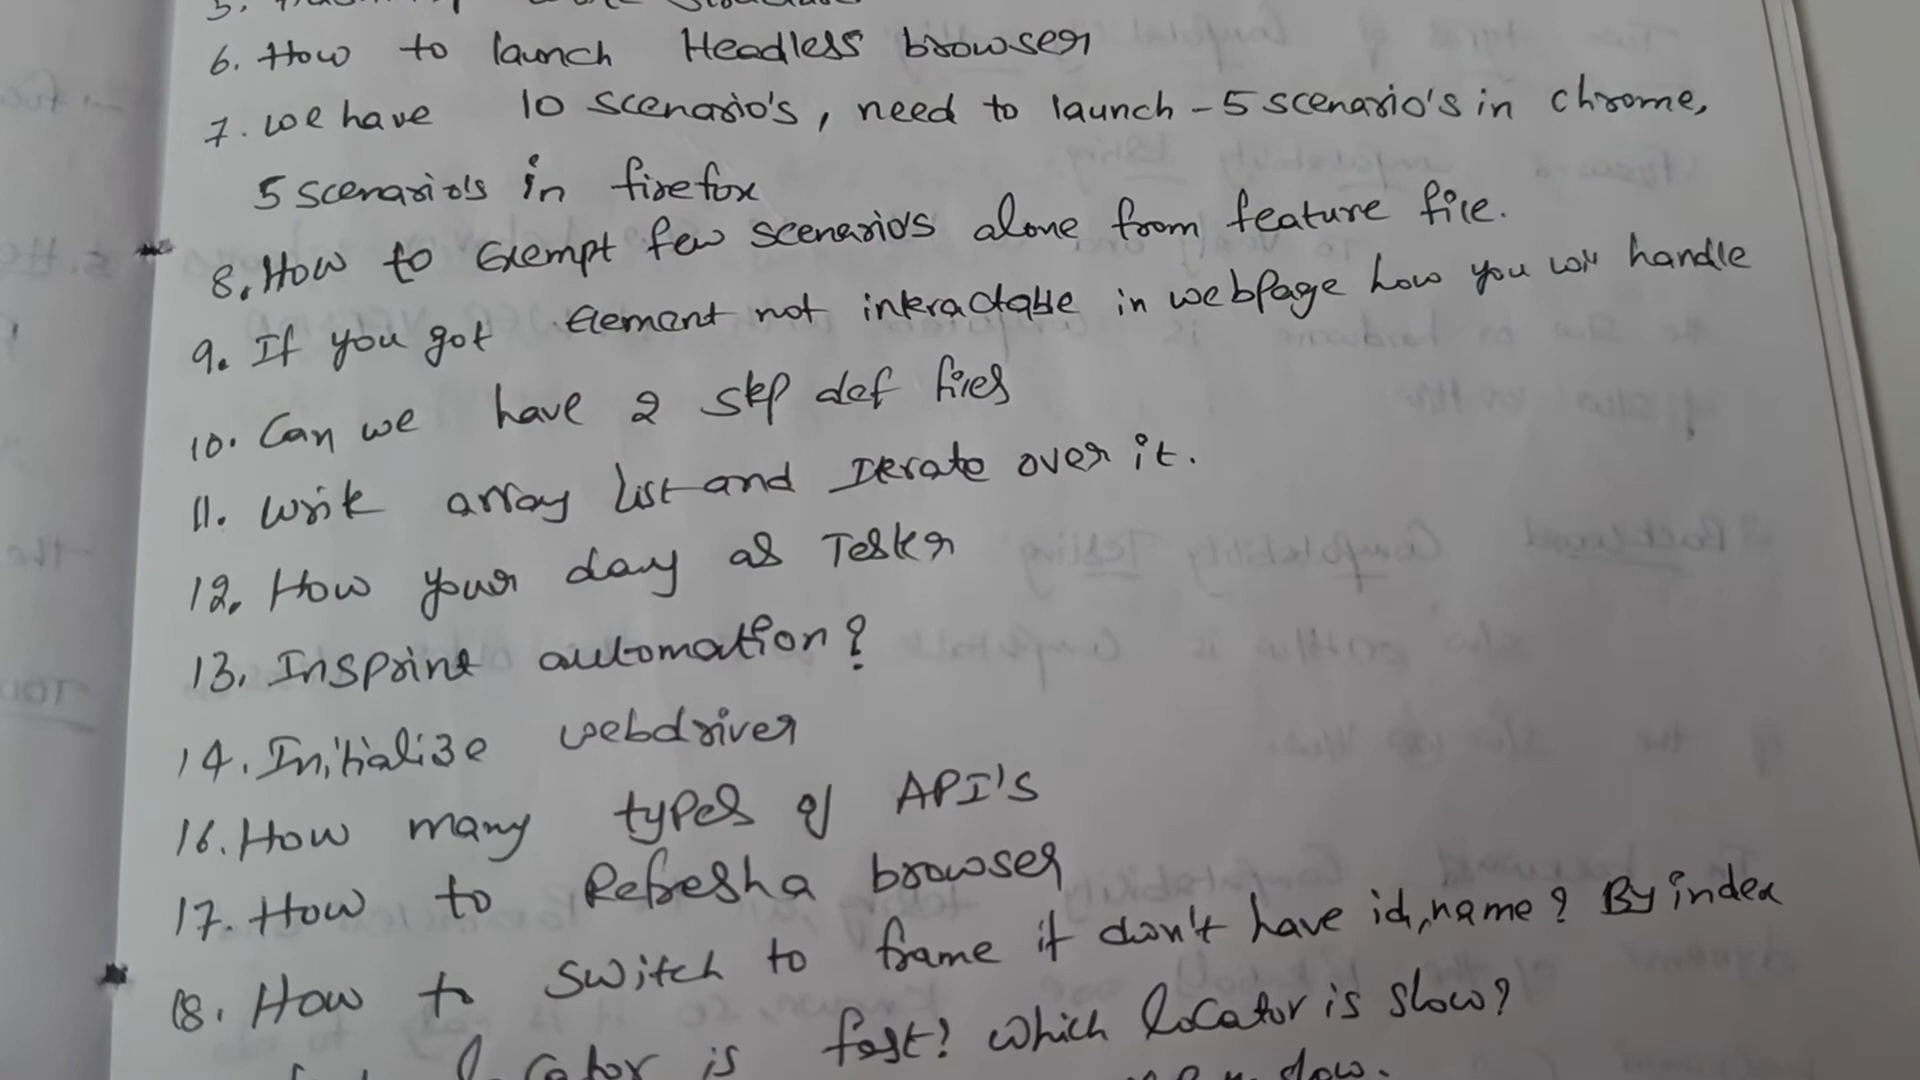 6. How to launch Headless browser
7. we have 10 scenario's, need to launch - 5 scenario's in chrome,
5 scenario's in firefox
8. How to Exempt few scenario's alone from feature file.
9. If you got Element not interactable in webpage how you will handle
10. Can we have 2 step def files
11. Write array list and Iterate over it.
12. How your day as Tester
13. Insprint automation?
14. Initialize webdriver
16. How many types of API's
17. How to Refresh a browser
18. How to switch to frame if don't have id, name? By index
locator is fast? which locator is slow?
slow.